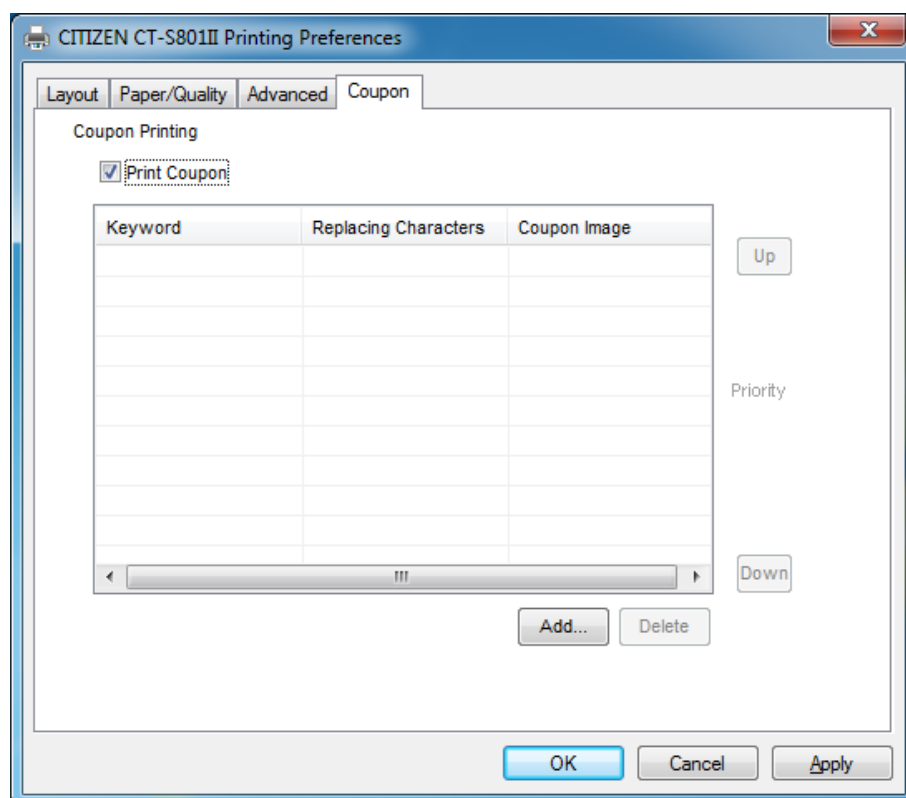 CITIZEN CT-S801II Printing Preferences
Layout Paper/Quality Advanced Coupon
Coupon Printing
Print Coupon
Keyword Replacing Characters Coupon Image
Up
Priority
Down
Add... Delete
OK Cancel Apply